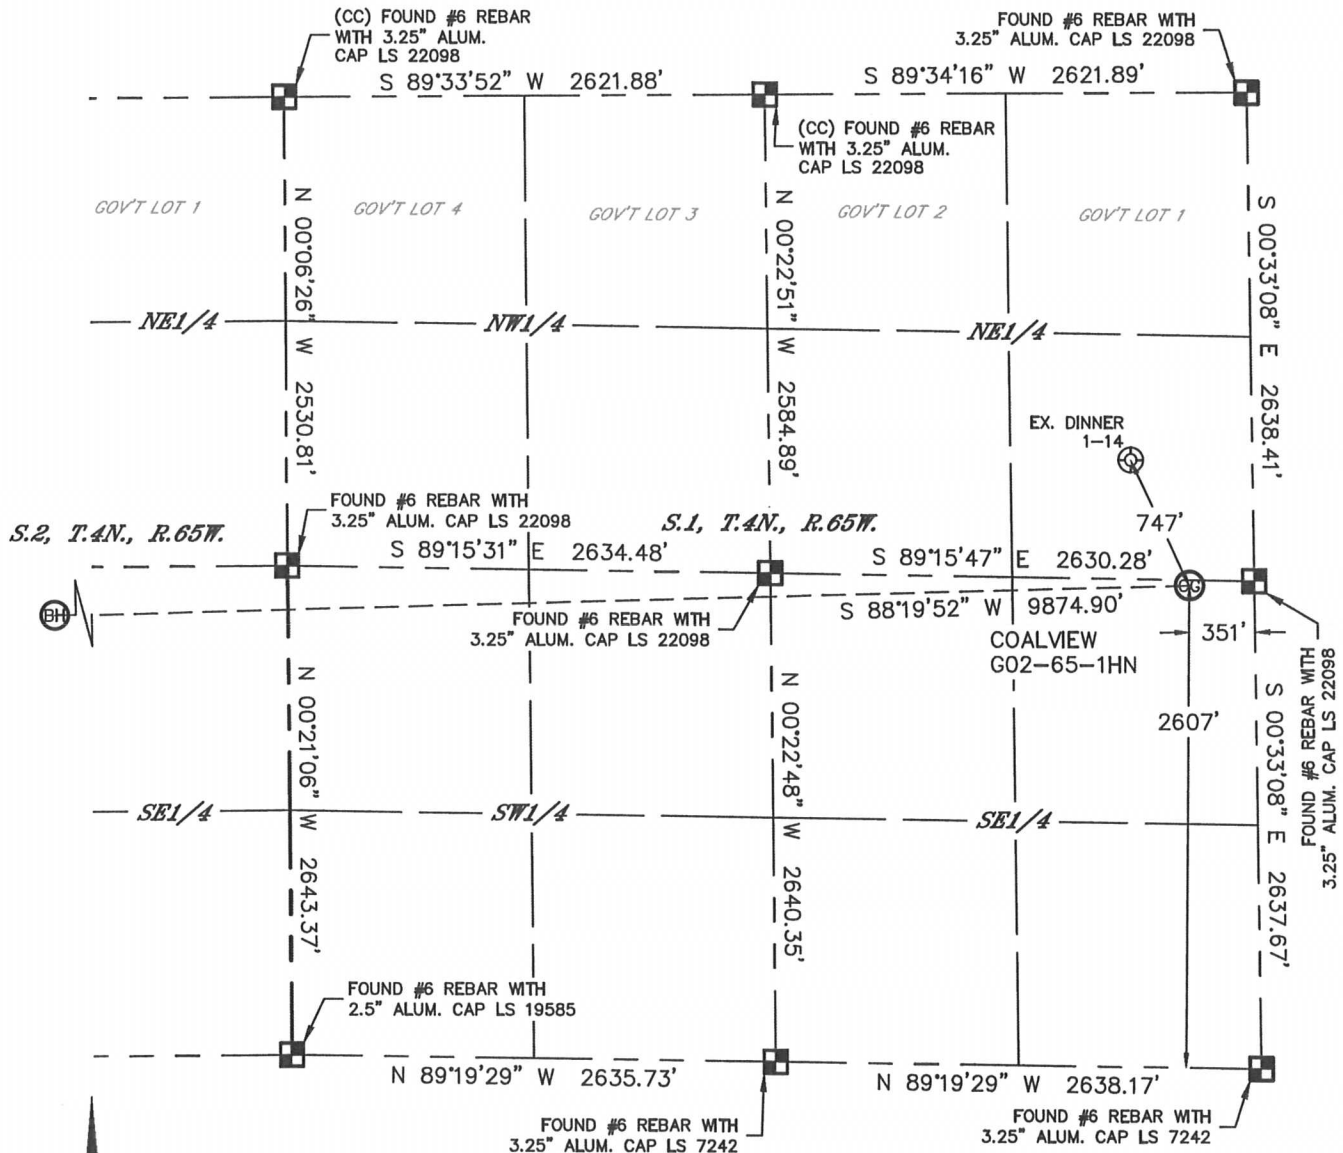 (CC) FOUND #6 REBAR
WITH 3.25" ALUM.
CAP LS 22098
FOUND #6 REBAR WITH
3.25" ALUM. CAP LS 22098
S 89°33'52" W 2621.88'
S 89°34'16" W 2621.89'
(CC) FOUND #6 REBAR
WITH 3.25" ALUM.
CAP LS 22098
GOV'T LOT 1
GOV'T LOT 4
GOV'T LOT 3
GOV'T LOT 2
GOV'T LOT 1
N 00°06'26" W 2530.81'
N 00°22'51" W 2584.89'
S 00°33'08" E 2638.41'
NE1/4
NW1/4
NE1/4
EX. DINNER
1-14
747'
FOUND #6 REBAR WITH
3.25" ALUM. CAP LS 22098
S.2, T.4N., R.65W.
S.1, T.4N., R.65W.
S 89°15'31" E 2634.48'
S 89°15'47" E 2630.28'
BH
OG
S 88°19'52" W 9874.90'
FOUND #6 REBAR WITH
3.25" ALUM. CAP LS 22098
COALVIEW
G02-65-1HN
351'
FOUND #6 REBAR WITH
3.25" ALUM. CAP LS 22098
N 00°21'06" W 2643.37'
N 00°22'48" W 2640.35'
2607'
S 00°33'08" E 2637.67'
SE1/4
SW1/4
SE1/4
FOUND #6 REBAR WITH
2.5" ALUM. CAP LS 19585
N 89°19'29" W 2635.73'
N 89°19'29" W 2638.17'
FOUND #6 REBAR WITH
3.25" ALUM. CAP LS 7242
FOUND #6 REBAR WITH
3.25" ALUM. CAP LS 7242